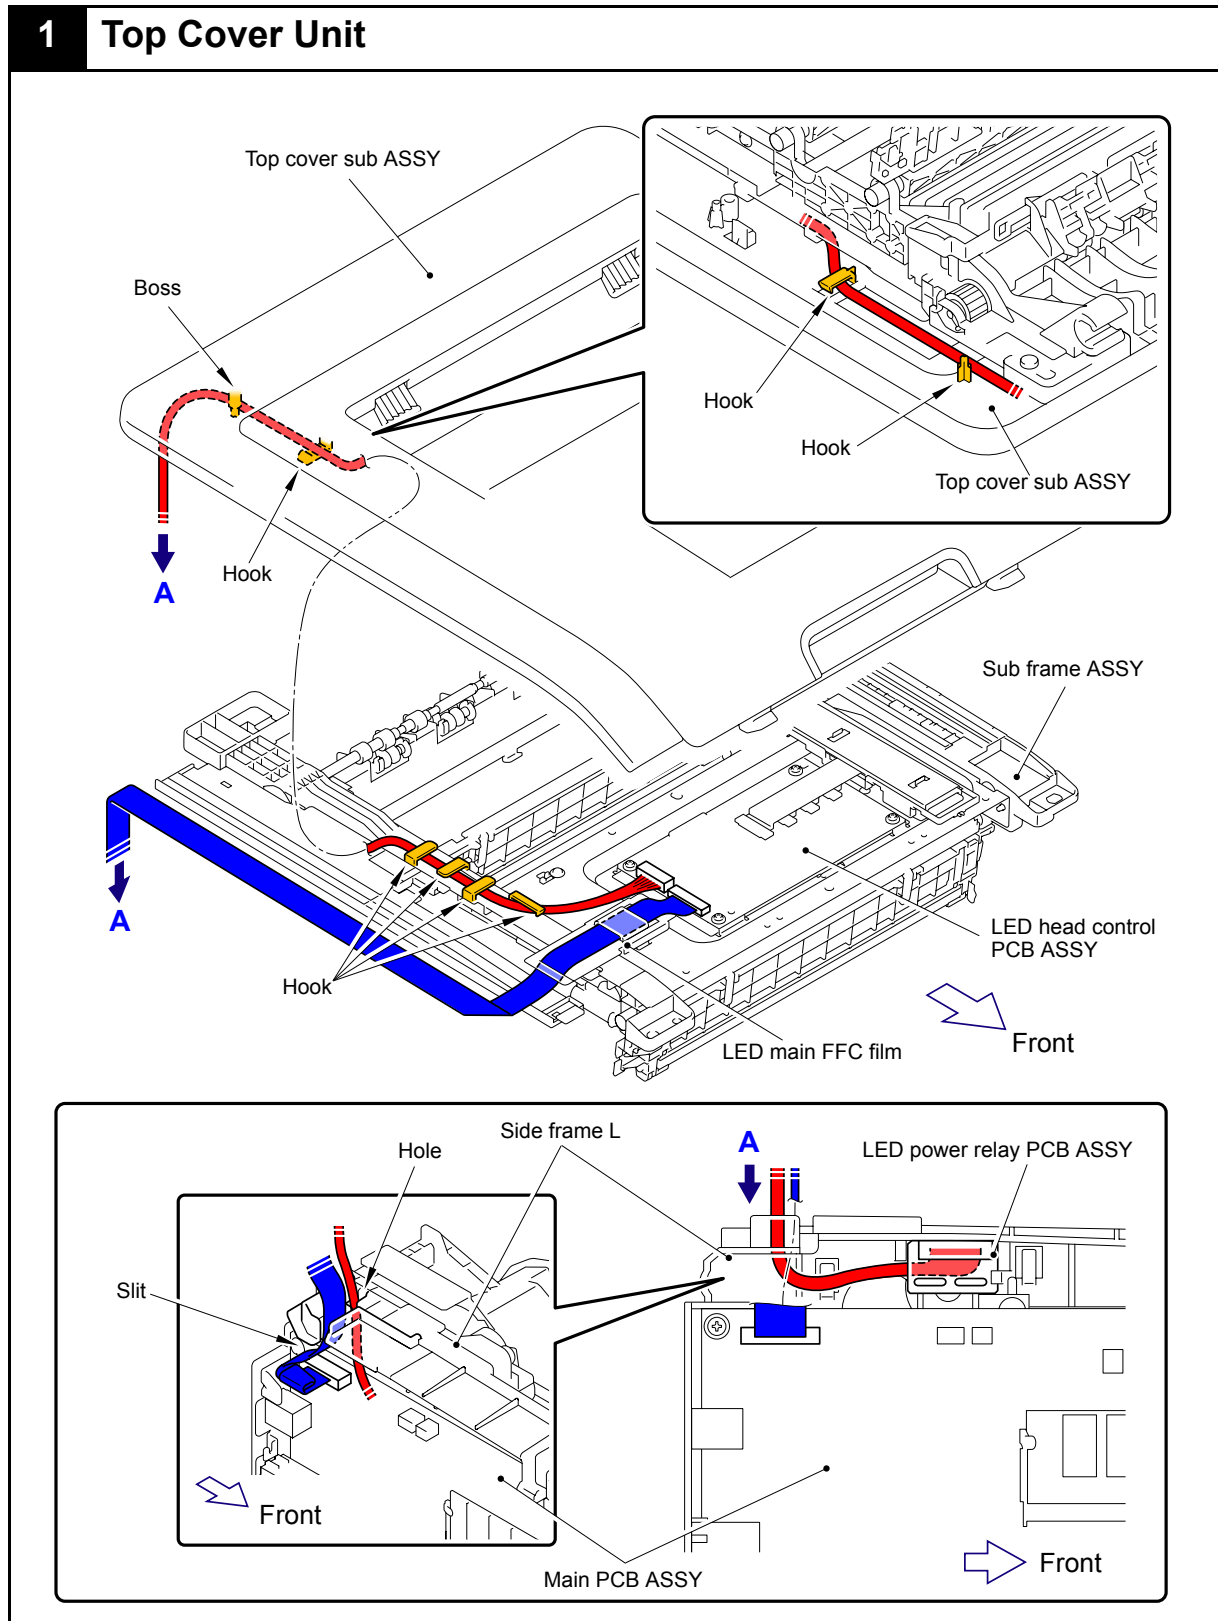 1 Top Cover Unit
Top cover sub ASSY
Boss
Hook
Hook
Top cover sub ASSY
Hook
A
Sub frame ASSY
A
Hook
LED head control
PCB ASSY
LED main FFC film
Front
Side frame L
Hole
A
LED power relay PCB ASSY
Slit
Front
Main PCB ASSY
Front